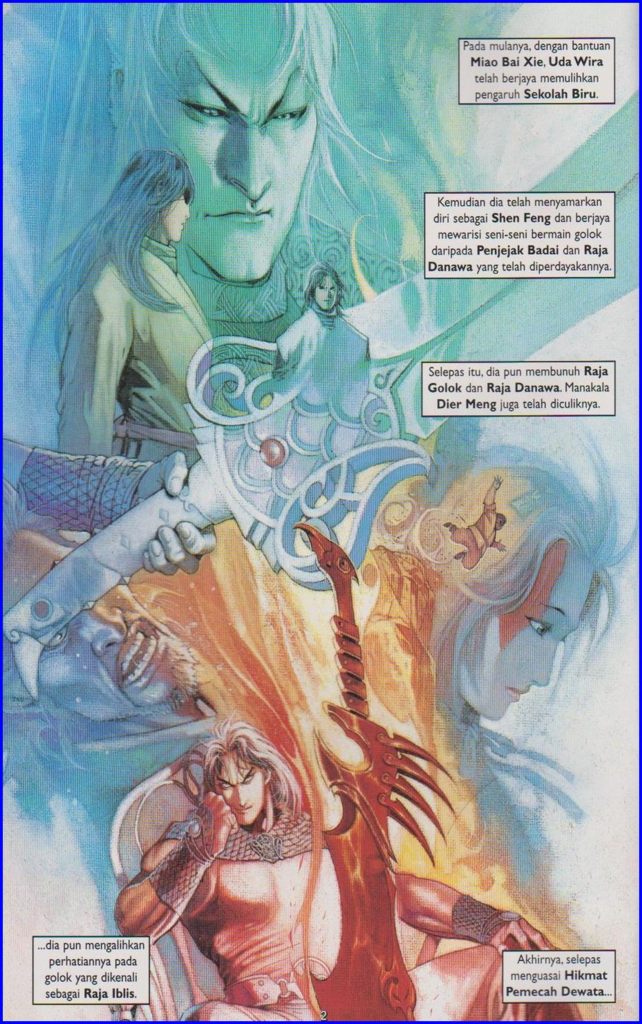 Pada mulanya, dengan bantuan
Miao Bai Xie, Uda Wira
telah berjaya memulihkan
pengaruh Sekolah Biru.
Kemudian dia telah menyamarkan
diri sebagai Shen Feng dan berjaya
mewarisi seni-seni bermain golok
daripada Penjejak Badai dan Raja
Danawa yang telah diperdayakannya.
Selepas itu, dia pun membunuh Raja
Golok dan Raja Danawa. Manakala
Dier Meng juga telah diculiknya.
Akhirnya, selepas
menguasai Hikmat
Pemecah Dewata...
...dia pun mengalihkan
perhatiannya pada
golok yang dikenali
sebagai Raja Iblis.
2